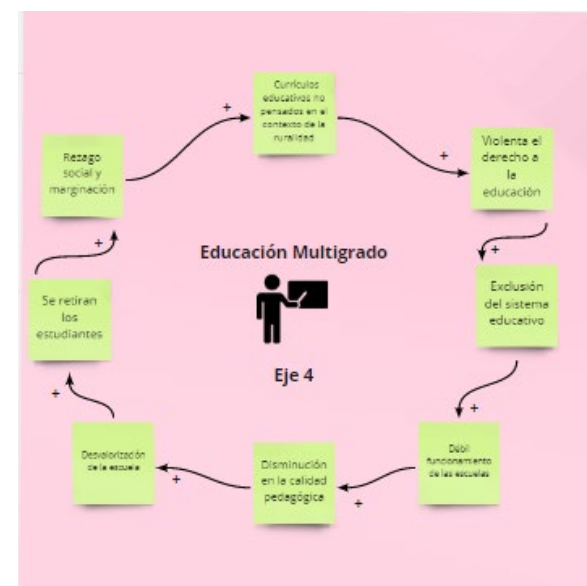 Currículos
educativos no
pensados en el
contexto de la
ruralidad
+
Violenta el
derecho a
la
educación
+
Exclusión
del sistema
educativo
+
Débil
funcionamiento
de las escuelas
+
Disminución
en la calidad
pedagógica
+
Desvalorización
de la escuela
+
Se retiran
los
estudiantes
+
Rezago
social y
marginación
+
Educación Multigrado
Eje 4